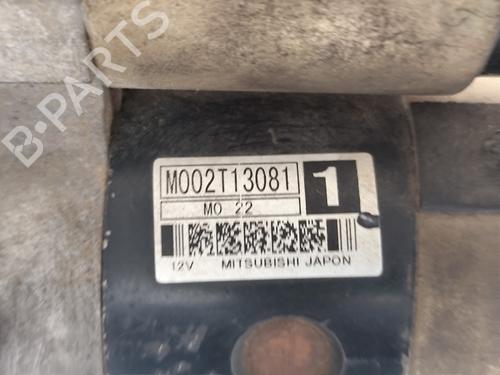 B-PARTS
M002T13081
1
MO 22
12V MITSUBISHI JAPON